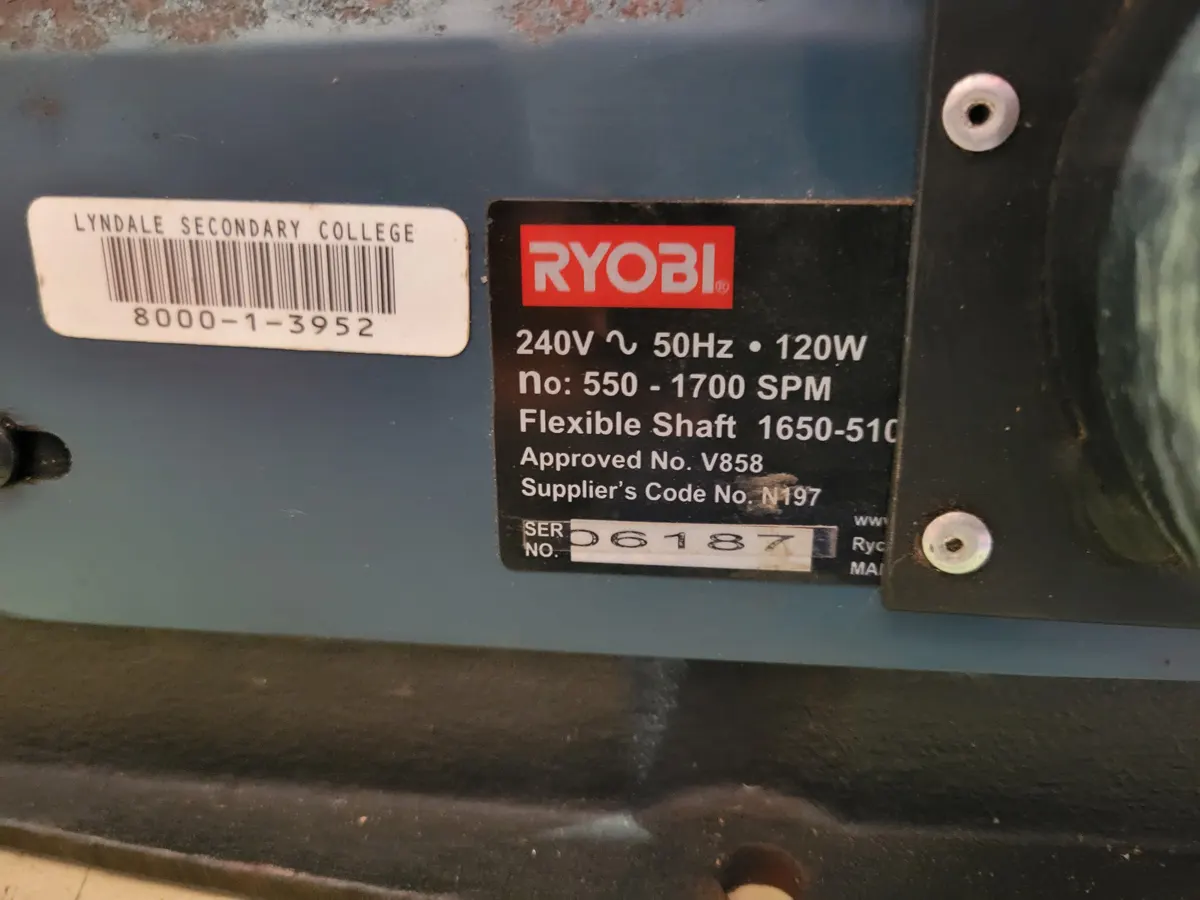 LYNDALE SECONDARY COLLEGE
8000-1-3952
RYOBI®
240V ∿ 50Hz • 120W
no: 550 - 1700 SPM
Flexible Shaft 1650-510
Approved No. V858
Supplier's Code No. N197
SER
NO.
06187